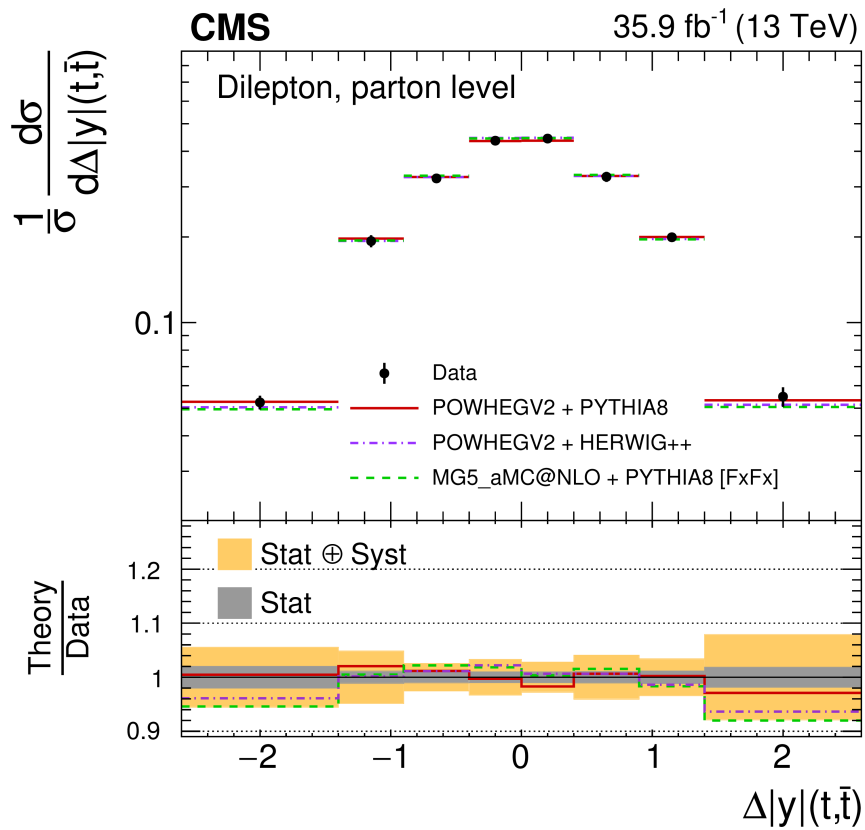 CMS 35.9 fb⁻¹ (13 TeV)
1/σ dσ/dΔ|y|(t,t̄)
Dilepton, parton level
0.1
Data
POWHEGV2 + PYTHIA8
POWHEGV2 + HERWIG++
MG5_aMC@NLO + PYTHIA8 [FxFx]
Theory/Data
Stat ⊕ Syst
Stat
1.2
1.1
1
0.9
−2 −1 0 1 2
Δ|y|(t,t̄)